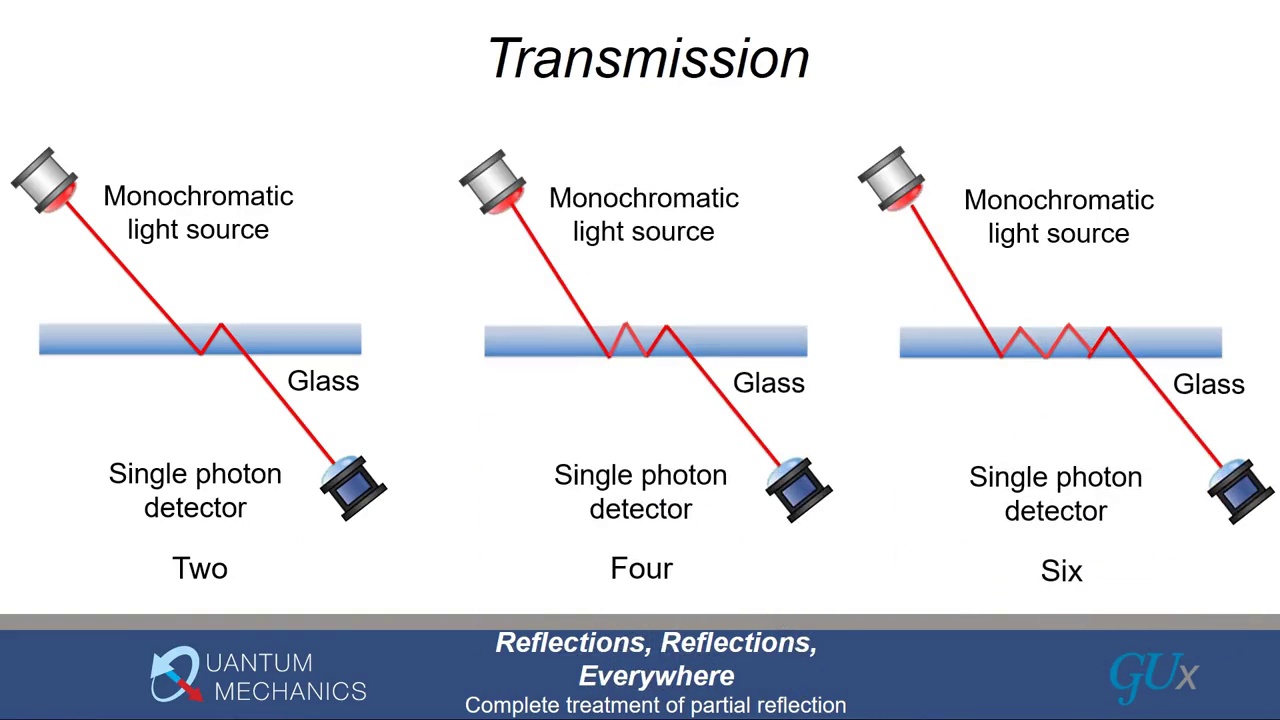 Transmission
Monochromatic
light source
Glass
Single photon
detector
Two
Monochromatic
light source
Glass
Single photon
detector
Four
Monochromatic
light source
Glass
Single photon
detector
Six
QUANTUM
MECHANICS
Reflections, Reflections,
Everywhere
Complete treatment of partial reflection
GUx